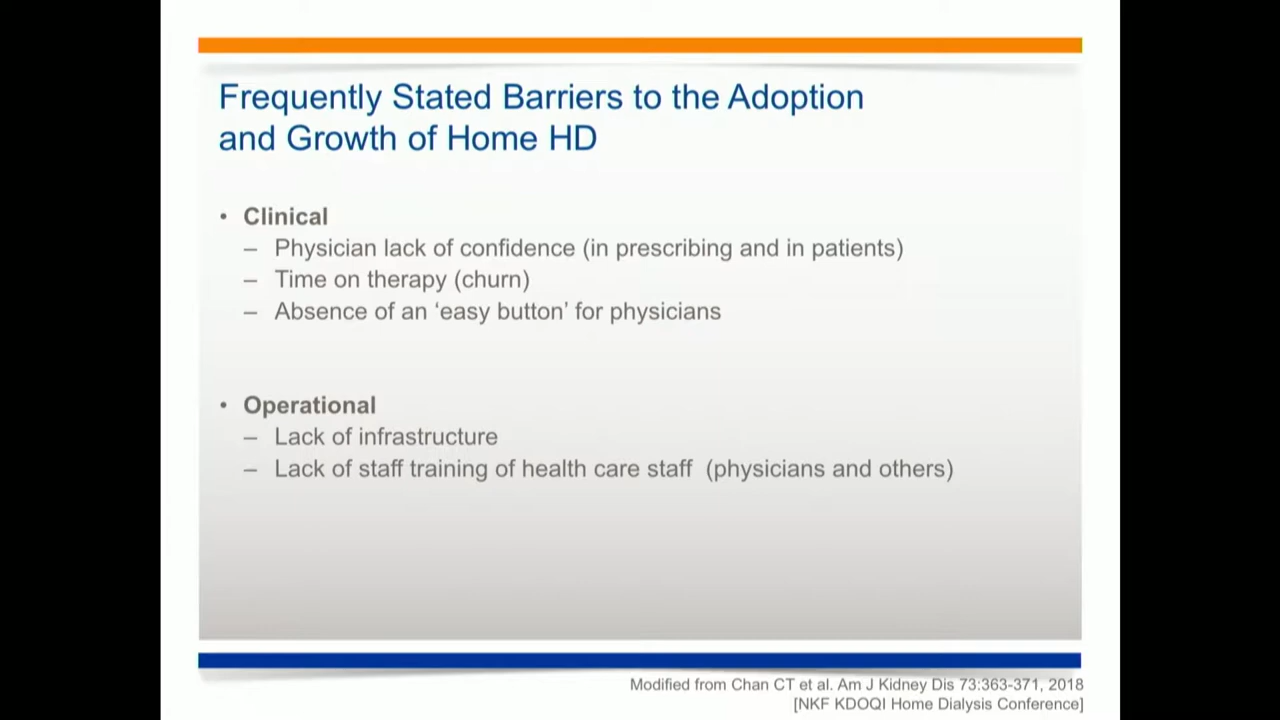 Frequently Stated Barriers to the Adoption
and Growth of Home HD
• Clinical
– Physician lack of confidence (in prescribing and in patients)
– Time on therapy (churn)
– Absence of an ‘easy button’ for physicians
• Operational
– Lack of infrastructure
– Lack of staff training of health care staff  (physicians and others)
Modified from Chan CT et al. Am J Kidney Dis 73:363-371, 2018
[NKF KDOQI Home Dialysis Conference]